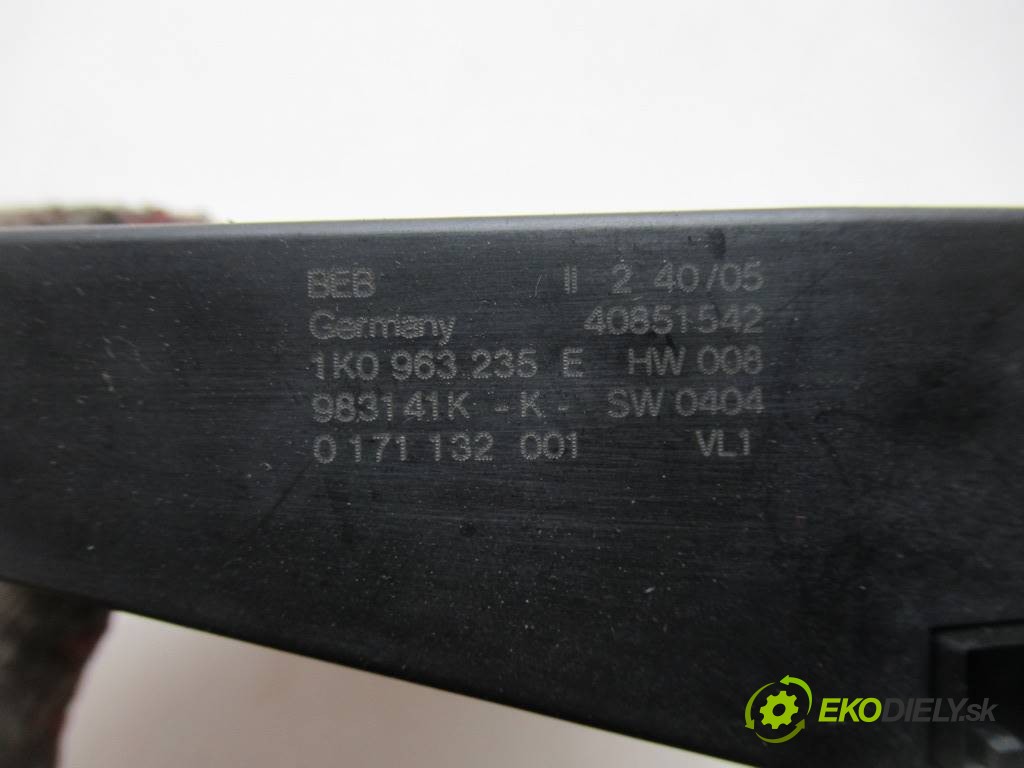 BEB II 2 40/05
Germany 40851542
1K0 963 235 E HW 008
983141K - K - SW 0404
0 171 132 001 VL1
EKODIELY.sk